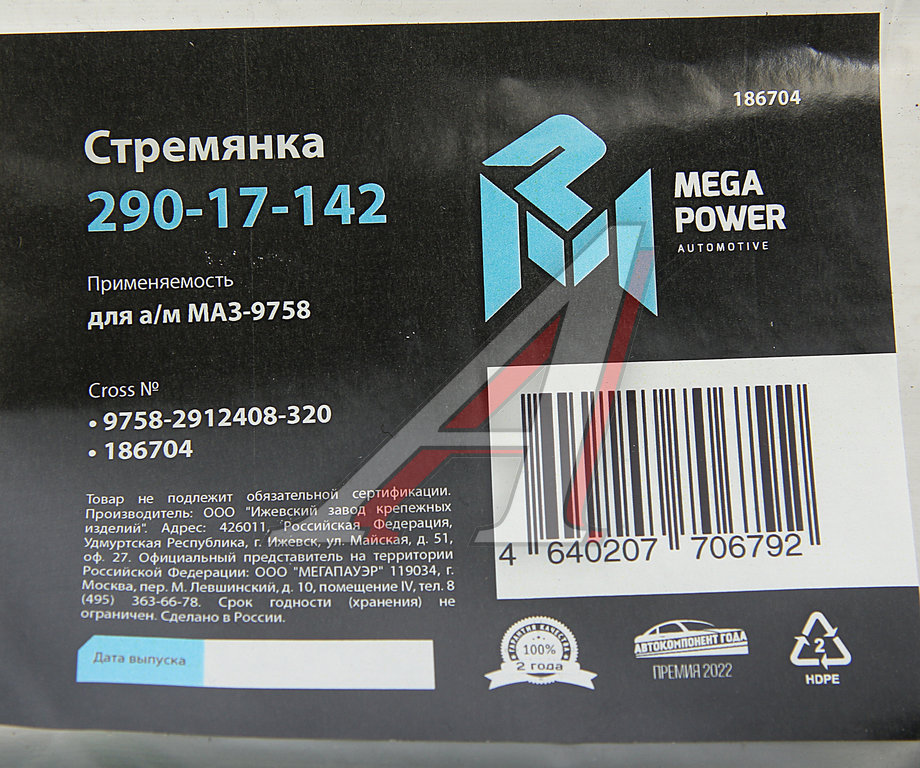 186704
Стремянка
290-17-142
MEGA
POWER
AUTOMOTIVE
Применяемость
для а/м МАЗ-9758
Cross №
• 9758-2912408-320
• 186704
Товар не подлежит обязательной сертификации.
Производитель: ООО "Ижевский завод крепежных
изделий". Адрес: 426011, Российская Федерация,
Удмуртская Республика, г. Ижевск, ул. Майская, д. 51,
оф. 27. Официальный представитель на территории
Российской Федерации: ООО "МЕГАПАУЭР" 119034, г.
Москва, пер. М. Левшинский, д. 10, помещение IV, тел. 8
(495) 363-66-78. Срок годности (хранения) не
ограничен. Сделано в России.
Дата выпуска
4 640207 706792
ГАРАНТИЯ КАЧЕСТВА
100%
2 года
АВТОКОМПОНЕНТ ГОДА
ПРЕМИЯ 2022
2
HDPE